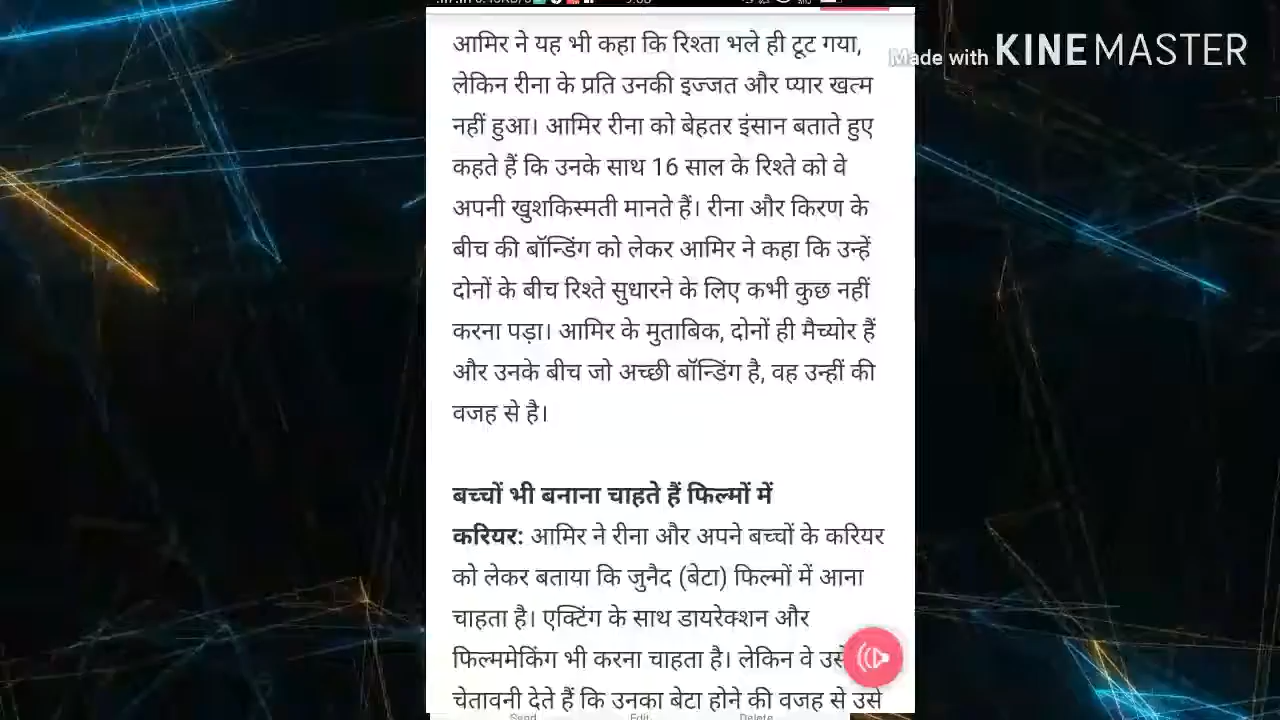 Made with KINEMASTER
आमिर ने यह भी कहा कि रिश्ता भले ही टूट गया,
लेकिन रीना के प्रति उनकी इज्जत और प्यार खत्म
नहीं हुआ। आमिर रीना को बेहतर इंसान बताते हुए
कहते हैं कि उनके साथ 16 साल के रिश्ते को वे
अपनी खुशकिस्मती मानते हैं। रीना और किरण के
बीच की बॉन्डिंग को लेकर आमिर ने कहा कि उन्हें
दोनों के बीच रिश्ते सुधारने के लिए कभी कुछ नहीं
करना पड़ा। आमिर के मुताबिक, दोनों ही मैच्योर हैं
और उनके बीच जो अच्छी बॉन्डिंग है, वह उन्हीं की
वजह से है।
बच्चों भी बनाना चाहते हैं फिल्मों में
करियर: आमिर ने रीना और अपने बच्चों के करियर
को लेकर बताया कि जुनैद (बेटा) फिल्मों में आना
चाहता है। एक्टिंग के साथ डायरेक्शन और
फिल्ममेकिंग भी करना चाहता है। लेकिन वे उसे
चेतावनी देते हैं कि उनका बेटा होने की वजह से उसे
Send Edit Delete